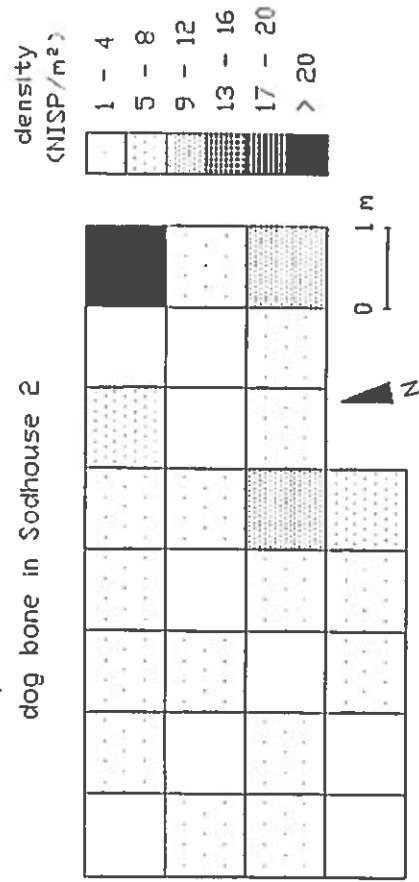 dog bone in Sodhouse 2
density
(NISP/m²)
1 - 4
5 - 8
9 - 12
13 - 16
17 - 20
> 20
0 1 m
N